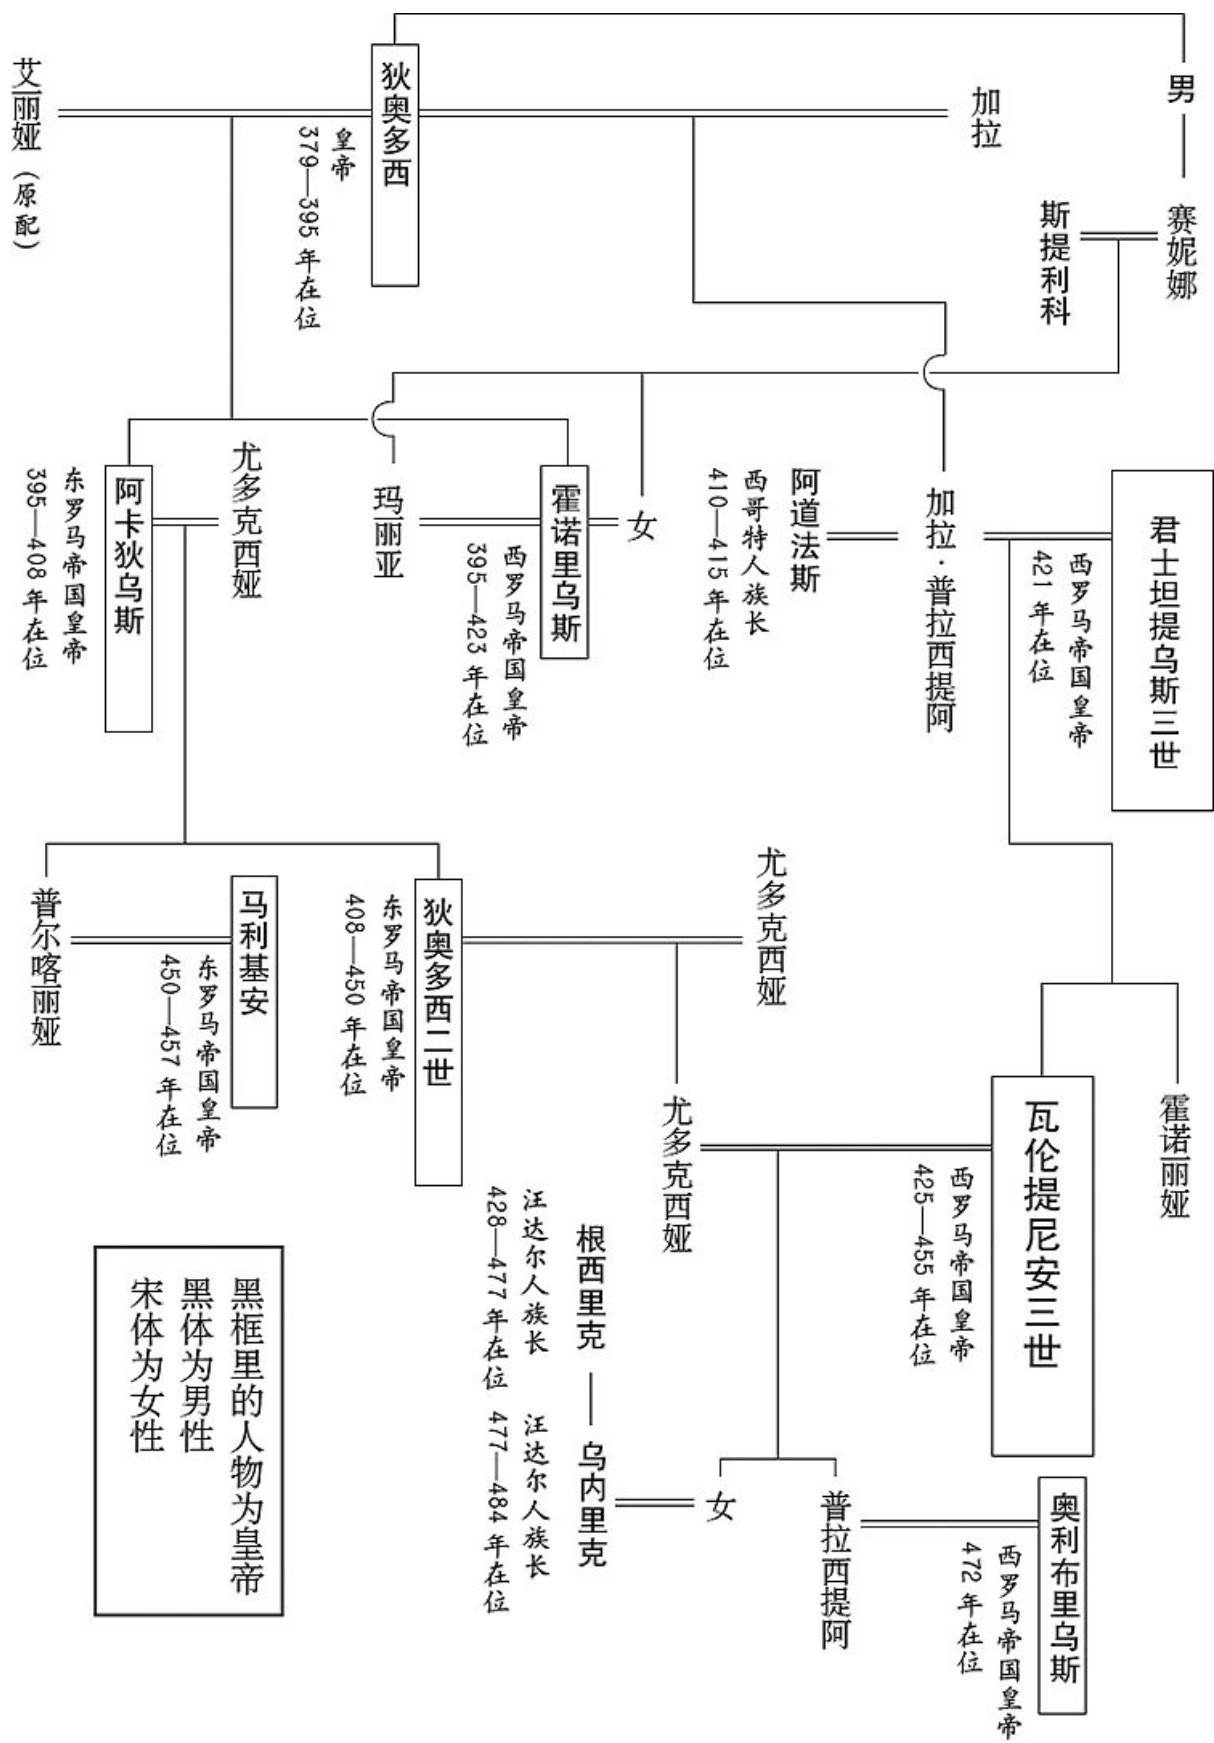 男
狄奥多西
皇帝
379—395 年在位
艾丽娅（原配）
加拉
赛妮娜
斯提利科
尤多克西娅
阿卡狄乌斯
东罗马帝国皇帝
395—408 年在位
玛丽亚
霍诺里乌斯
西罗马帝国皇帝
395—423 年在位
女
阿道法斯
西哥特人族长
410—415 年在位
加拉·普拉西提阿
君士坦提乌斯三世
西罗马帝国皇帝
421 年在位
普尔喀丽娅
马利基安
东罗马帝国皇帝
450—457 年在位
狄奥多西二世
东罗马帝国皇帝
408—450 年在位
尤多克西娅
尤多克西娅
瓦伦提尼安三世
西罗马帝国皇帝
425—455 年在位
霍诺丽娅
根西里克
汪达尔人族长
428—477 年在位
乌内里克
汪达尔人族长
477—484 年在位
女
普拉西提阿
奥利布里乌斯
西罗马帝国皇帝
472 年在位
黑框里的人物为皇帝
黑体为男性
宋体为女性